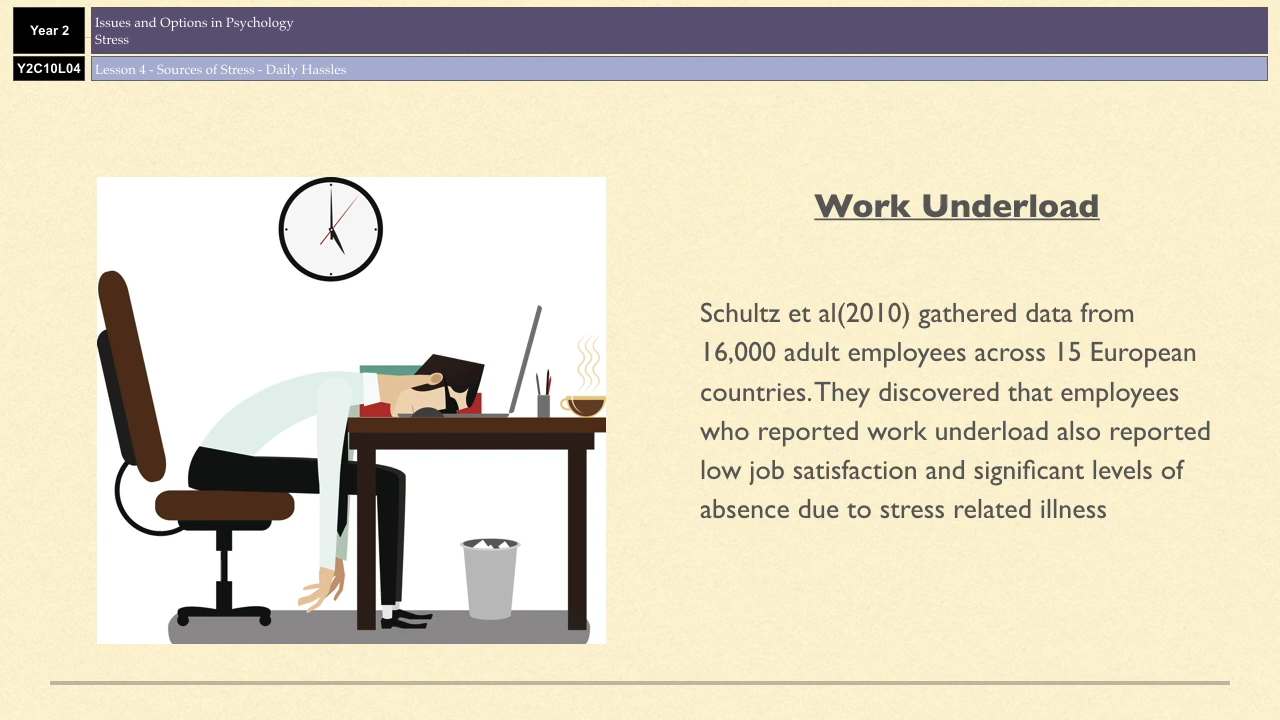 Year 2
Issues and Options in Psychology
Stress
Y2C10L04
Lesson 4 - Sources of Stress - Daily Hassles
Work Underload
Schultz et al(2010) gathered data from
16,000 adult employees across 15 European
countries. They discovered that employees
who reported work underload also reported
low job satisfaction and significant levels of
absence due to stress related illness